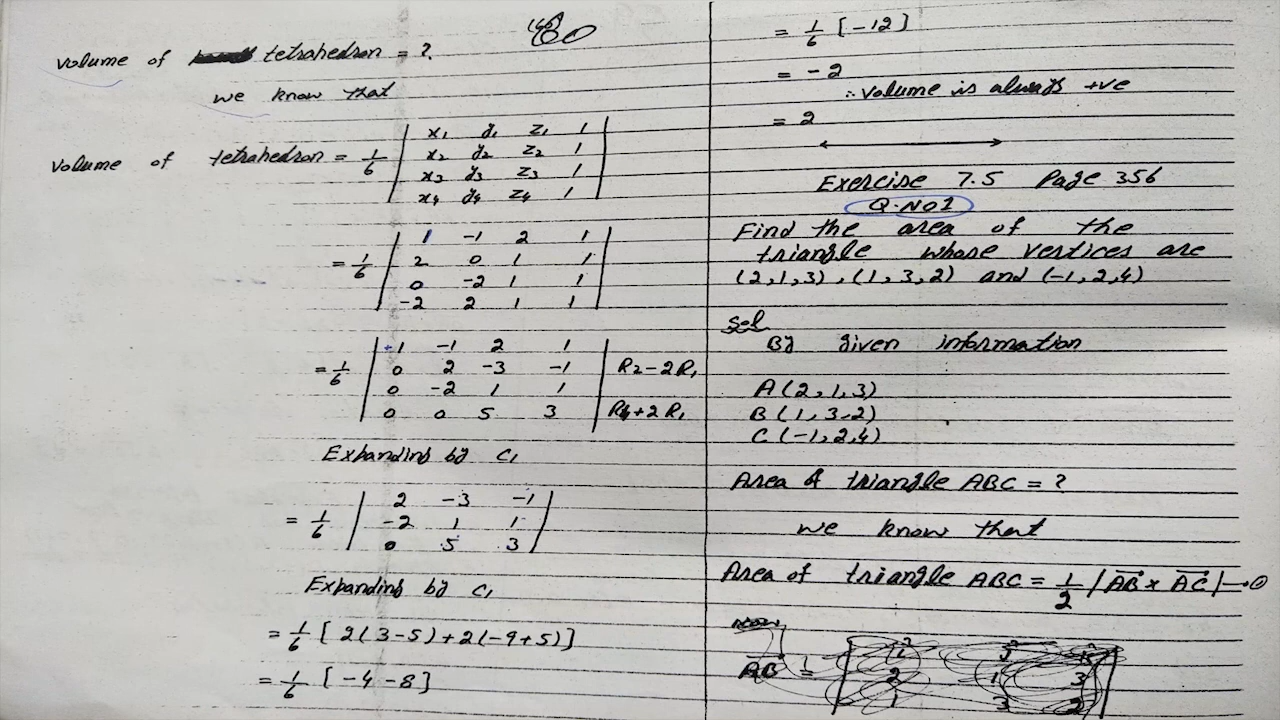 volume of tetrahedron = ?
we know that
volume of tetrahedron = 1/6 | x₁ y₁ z₁ 1 |
| x₂ y₂ z₂ 1 |
| x₃ y₃ z₃ 1 |
| x₄ y₄ z₄ 1 |
= 1/6 | 1 -1 2 1 |
| 2 0 1 1 |
| 0 -2 1 1 |
| -2 2 1 1 |
= 1/6 | 1 -1 2 1 |
| 0 2 -3 -1 | R₂-2R₁
| 0 -2 1 1 |
| 0 0 5 3 | R₄+2R₁
Expanding by C₁
= 1/6 | 2 -3 -1 |
| -2 1 1 |
| 0 5 3 |
Expanding by C₁
= 1/6 [2(3-5)+2(-9+5)]
= 1/6 [-4-8]
= 1/6 [-12]
= -2
∴ volume is always +ve
= 2
Exercise 7.5 Page 356
Q.NO1
Find the area of the
triangle whose vertices are
(2,1,3), (1,3,2) and (-1,2,4)
Sol
By given information
A(2,1,3)
B(1,3,2)
C(-1,2,4)
Area of triangle ABC = ?
we know that
Area of triangle ABC = 1/2 |AB⃗ × AC⃗| → ①
Now
AB⃗ =